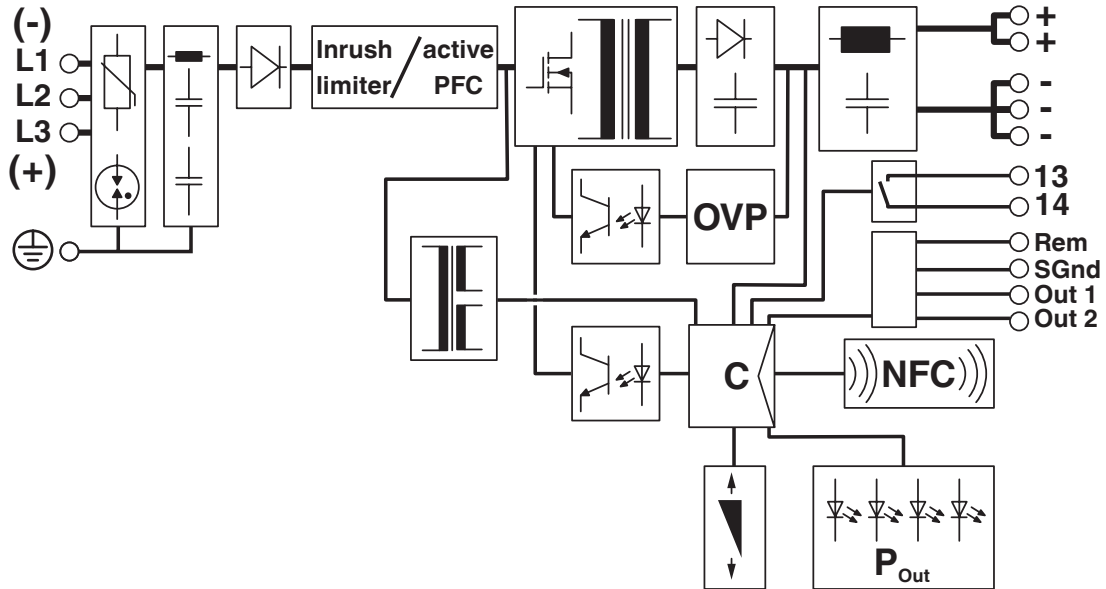 (-)
L1
L2
L3
(+)
Inrush / active
limiter / PFC
+
+
-
-
-
OVP
13
14
Rem
SGnd
Out 1
Out 2
C
NFC
POut